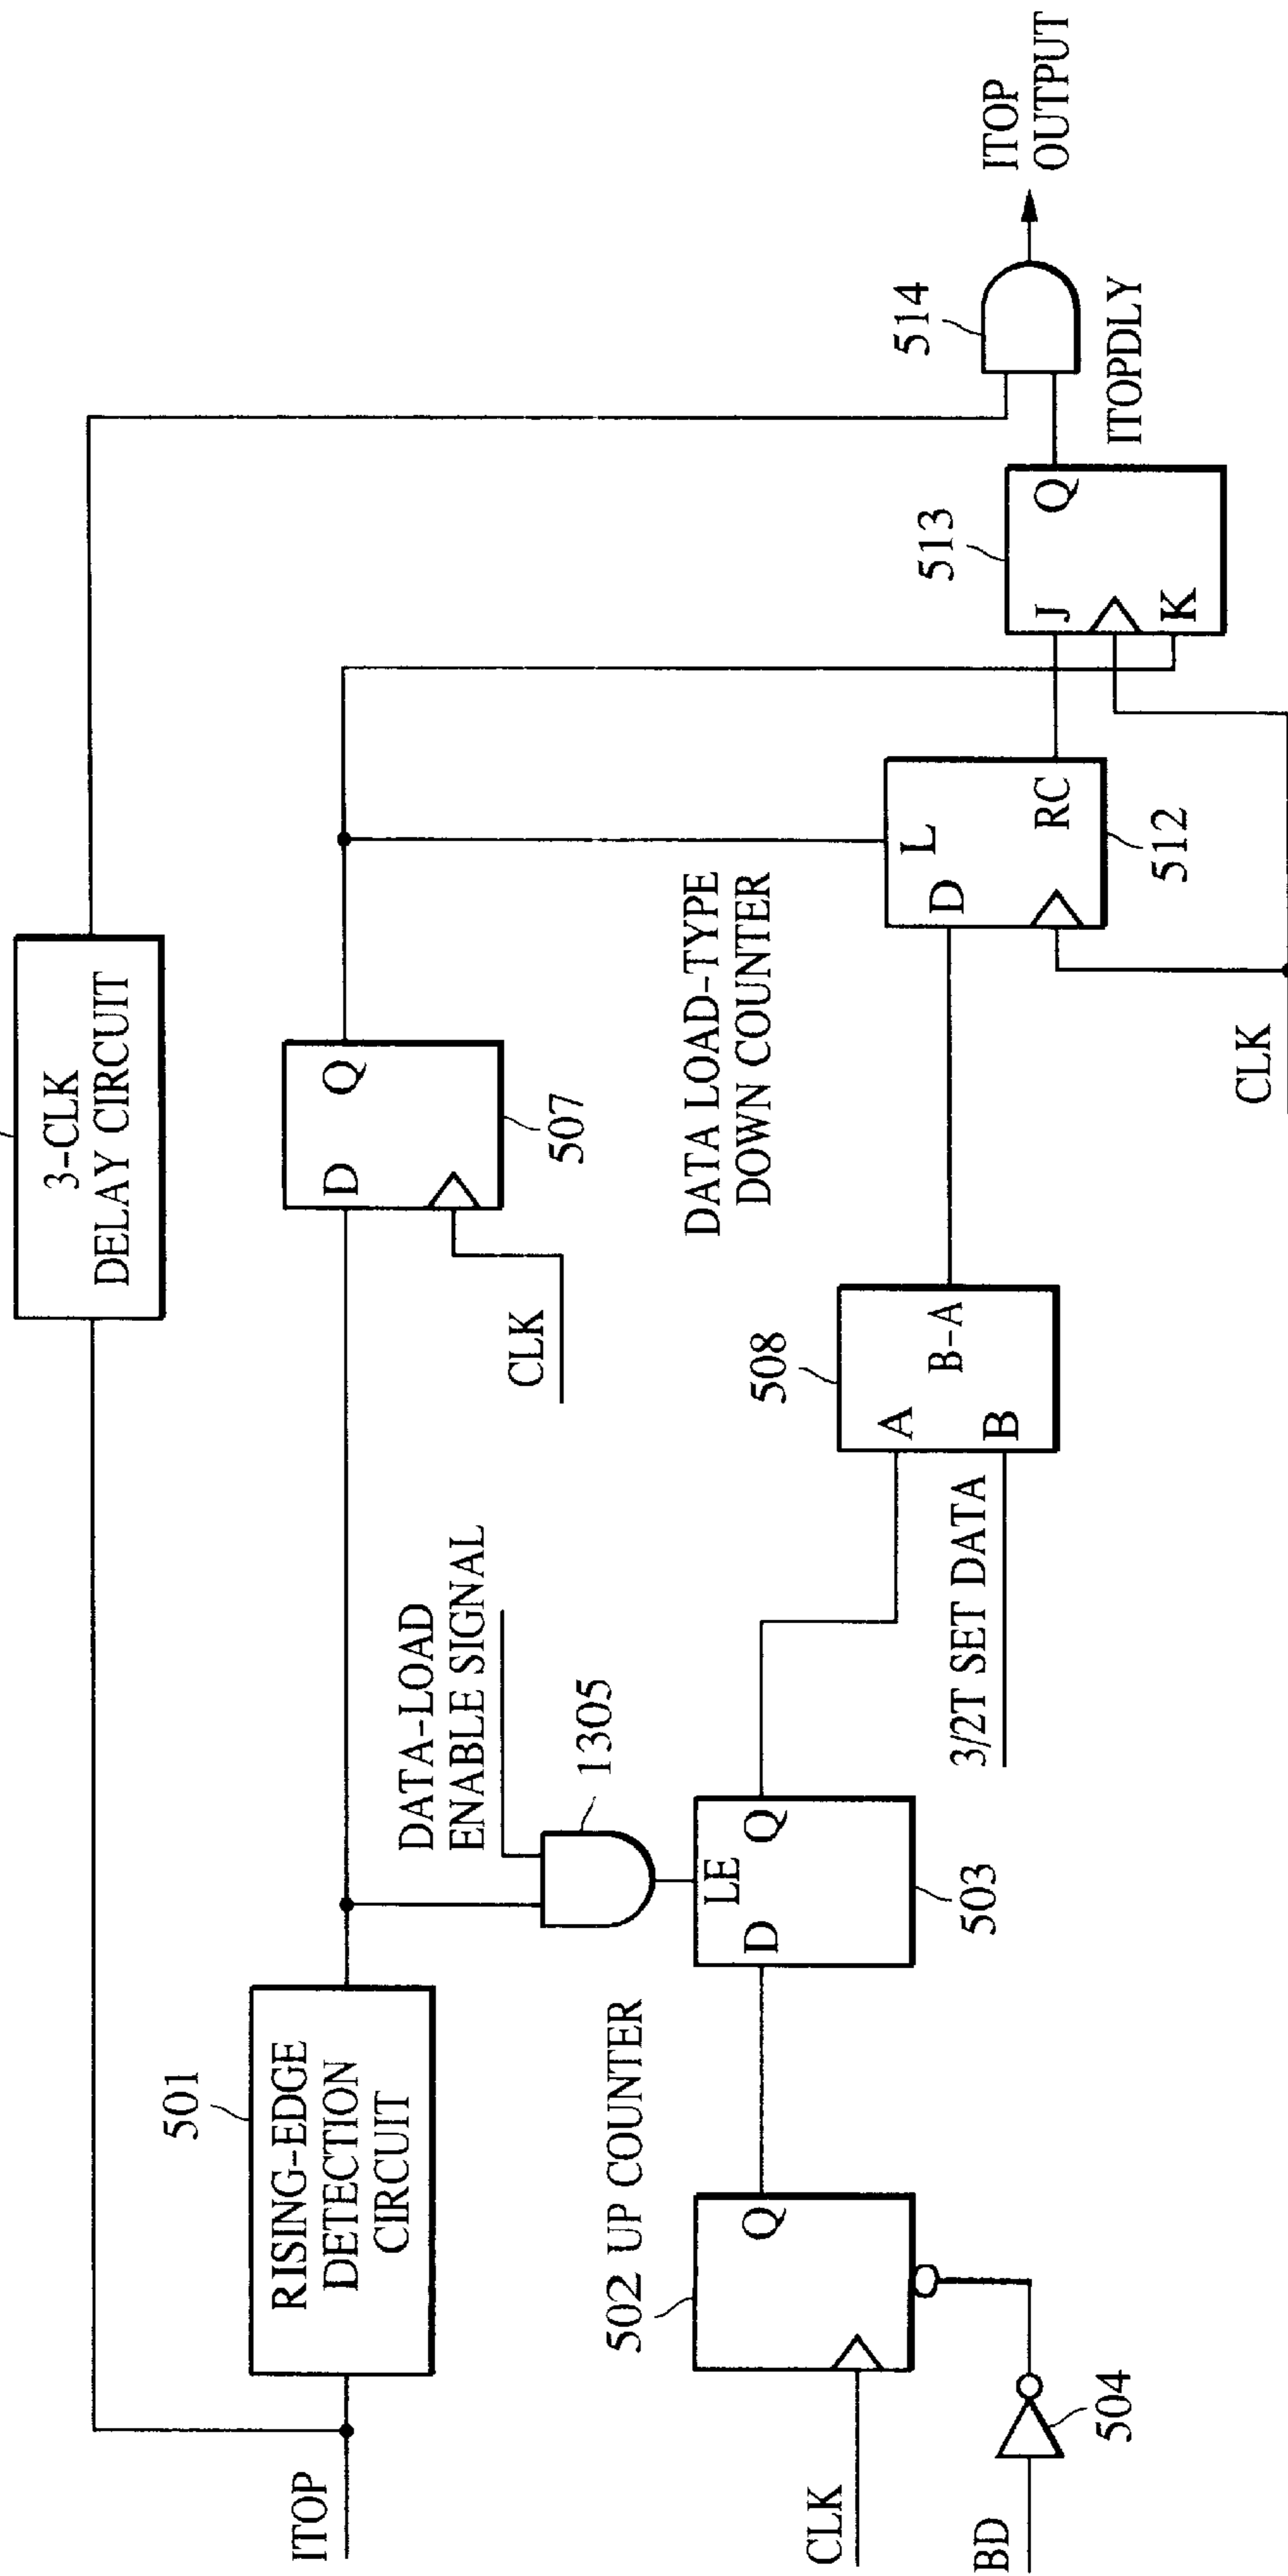 3-CLK
DELAY CIRCUIT
ITOP
501
RISING-EDGE
DETECTION
CIRCUIT
D
Q
507
CLK
DATA-LOAD
ENABLE SIGNAL
1305
502 UP COUNTER
Q
CLK
BD
504
LE
D
Q
503
3/2T SET DATA
508
A
B
B-A
DATA LOAD-TYPE
DOWN COUNTER
L
D
RC
512
CLK
513
J
K
Q
ITOPDLY
514
ITOP
OUTPUT